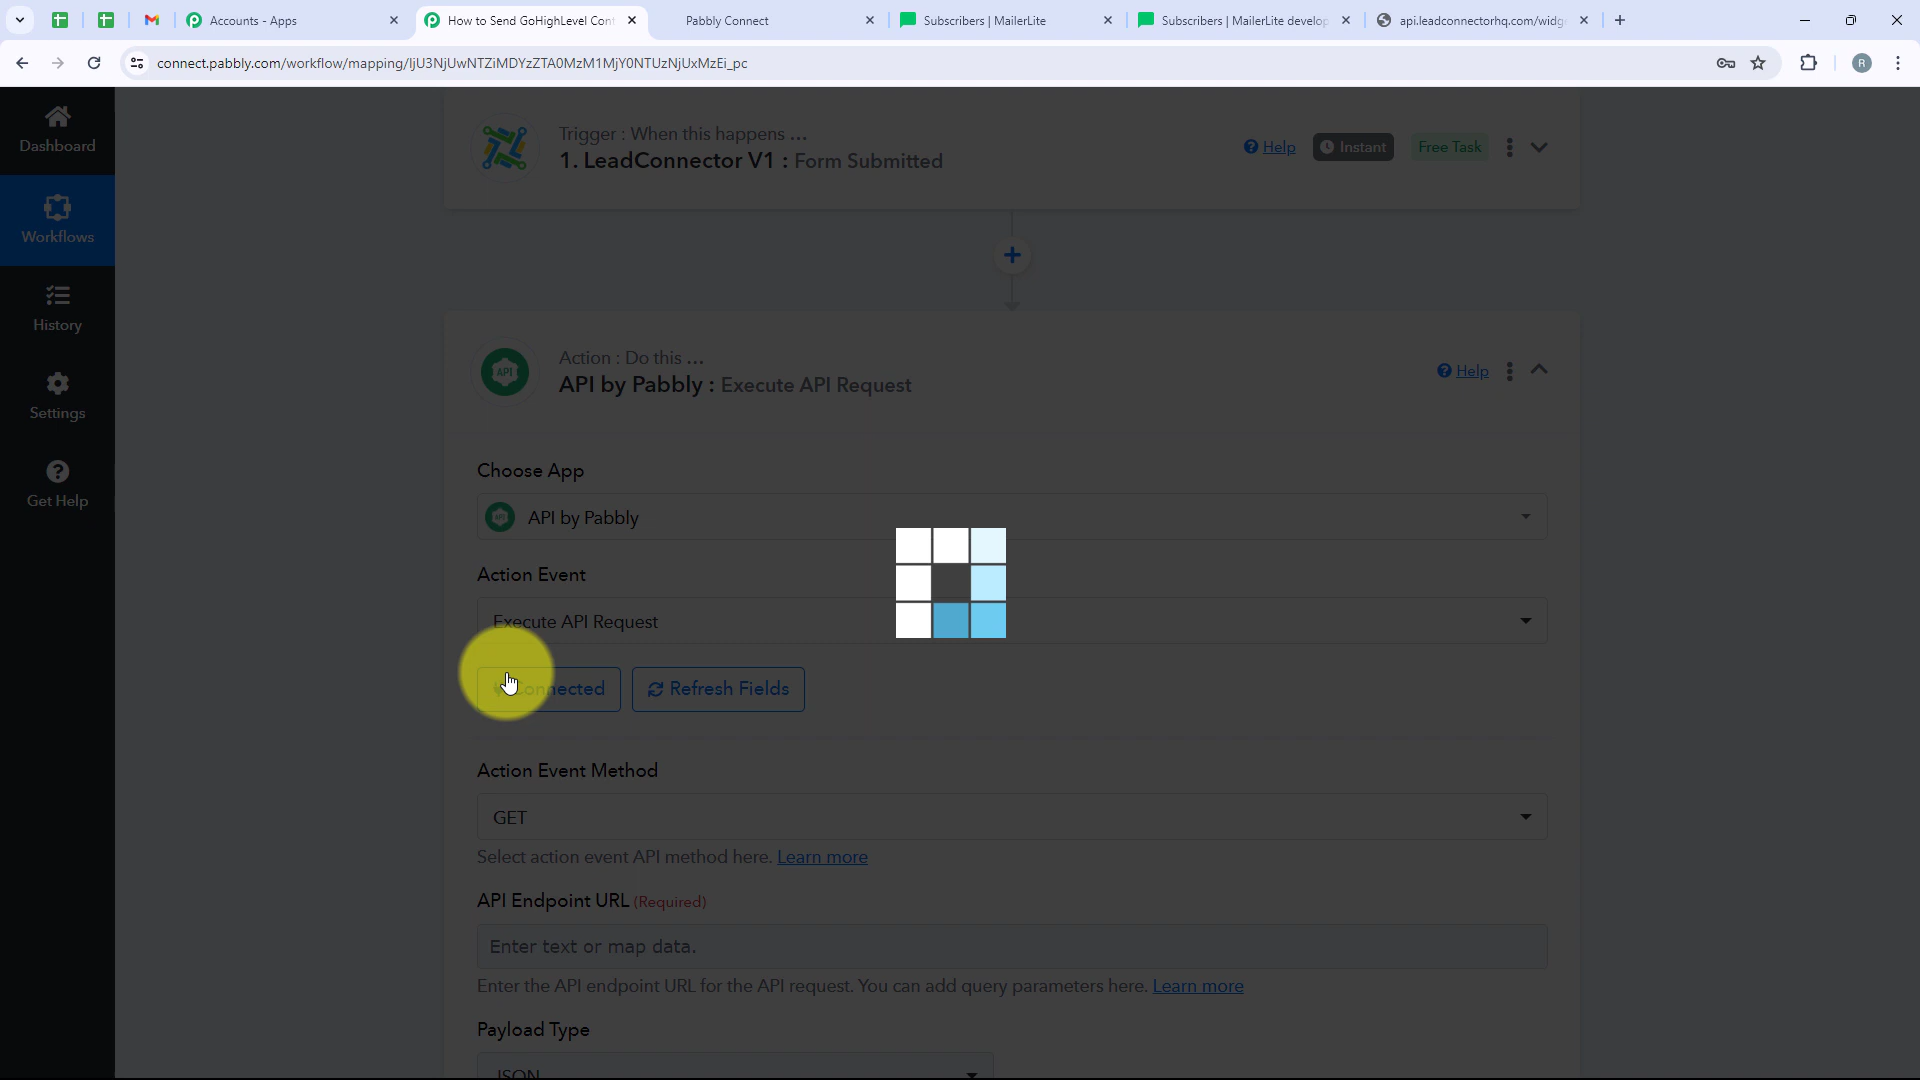 Accounts - Apps
How to Send GoHighLevel Cont
Pabbly Connect
Subscribers | MailerLite
Subscribers | MailerLite develop
api.leadconnectorhq.com/widg
connect.pabbly.com/workflow/mapping/IjU3NjUwNTZiMDYzZTA0MzM1MjY0NTUzNjUxMzEi_pc
R
Dashboard
Workflows
History
Settings
Get Help
Trigger : When this happens ...
1. LeadConnector V1 : Form Submitted
Help
Instant
Free Task
API
Action : Do this ...
API by Pabbly : Execute API Request
Help
Choose App
API by Pabbly
Action Event
Execute API Request
Connected
Refresh Fields
Action Event Method
GET
Select action event API method here. Learn more
API Endpoint URL (Required)
Enter text or map data.
Enter the API endpoint URL for the API request. You can add query parameters here. Learn more
Payload Type
JSON